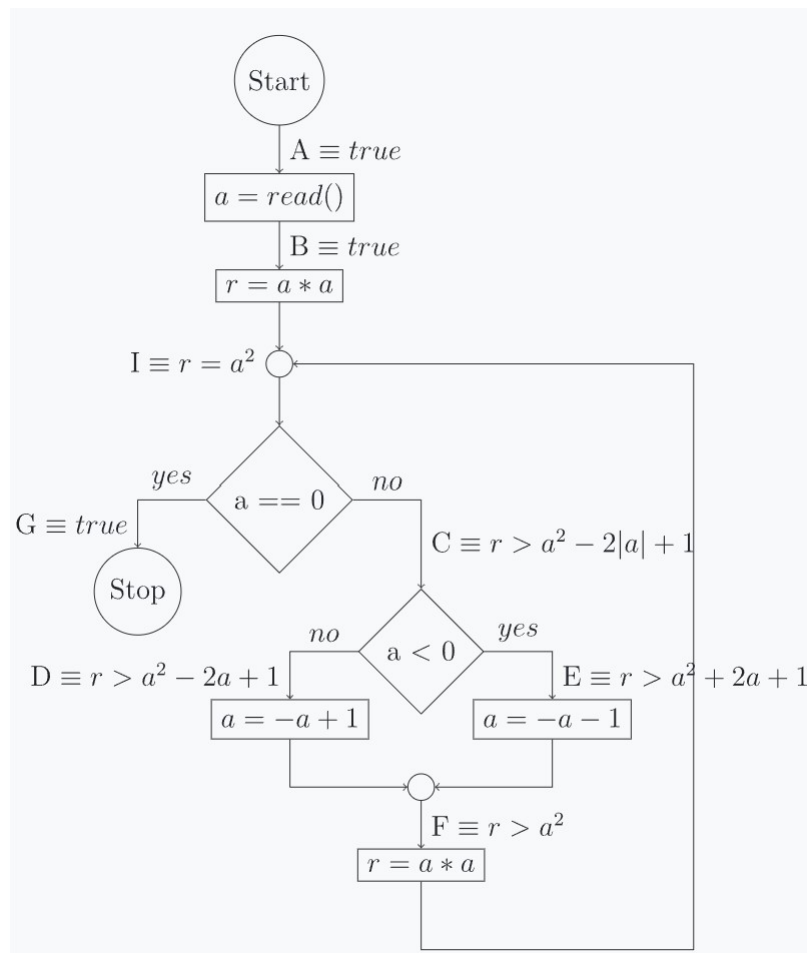 Start
A ≡ true
a = read()
B ≡ true
r = a ∗ a
I ≡ r = a²
yes
a == 0
no
G ≡ true
Stop
C ≡ r > a² − 2|a| + 1
no
a < 0
yes
D ≡ r > a² − 2a + 1
E ≡ r > a² + 2a + 1
a = −a + 1
a = −a − 1
F ≡ r > a²
r = a ∗ a